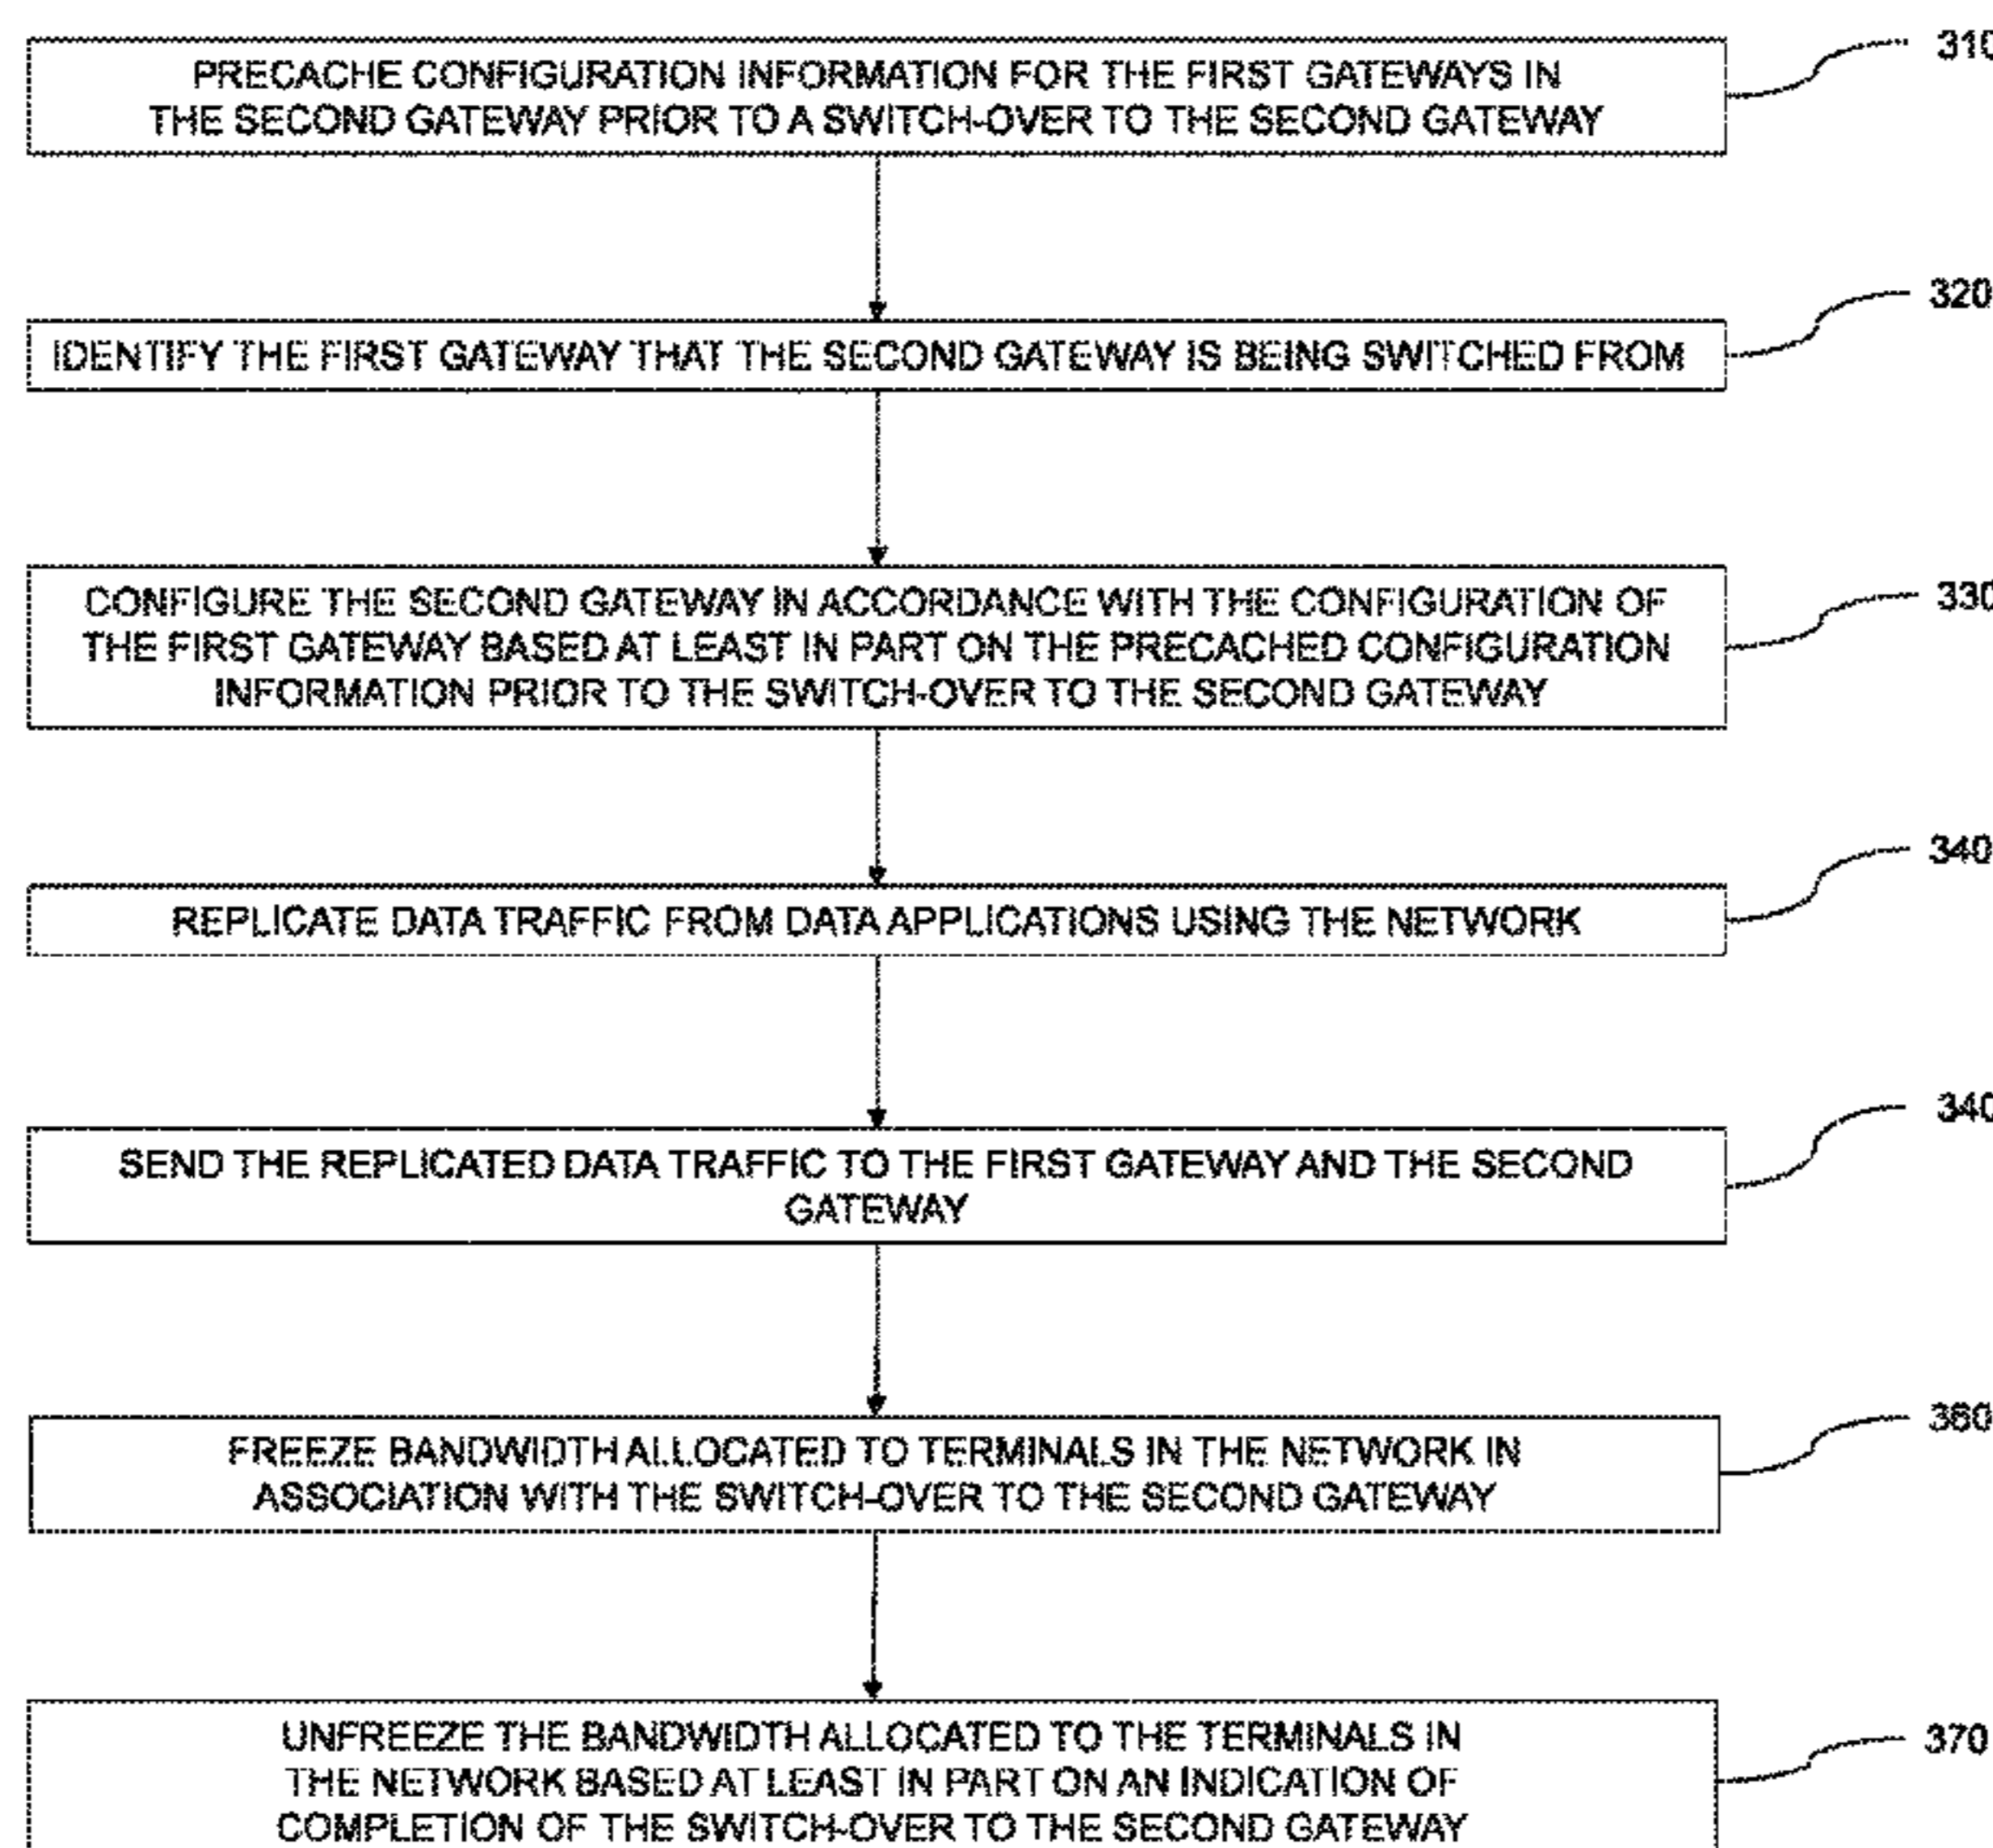 310
PRECACHE CONFIGURATION INFORMATION FOR THE FIRST GATEWAYS IN
THE SECOND GATEWAY PRIOR TO A SWITCH-OVER TO THE SECOND GATEWAY
320
IDENTIFY THE FIRST GATEWAY THAT THE SECOND GATEWAY IS BEING SWITCHED FROM
330
CONFIGURE THE SECOND GATEWAY IN ACCORDANCE WITH THE CONFIGURATION OF
THE FIRST GATEWAY BASED AT LEAST IN PART ON THE PRECACHED CONFIGURATION
INFORMATION PRIOR TO THE SWITCH-OVER TO THE SECOND GATEWAY
340
REPLICATE DATA TRAFFIC FROM DATA APPLICATIONS USING THE NETWORK
340
SEND THE REPLICATED DATA TRAFFIC TO THE FIRST GATEWAY AND THE SECOND
GATEWAY
360
FREEZE BANDWIDTH ALLOCATED TO TERMINALS IN THE NETWORK IN
ASSOCIATION WITH THE SWITCH-OVER TO THE SECOND GATEWAY
370
UNFREEZE THE BANDWIDTH ALLOCATED TO THE TERMINALS IN
THE NETWORK BASED AT LEAST IN PART ON AN INDICATION OF
COMPLETION OF THE SWITCH-OVER TO THE SECOND GATEWAY